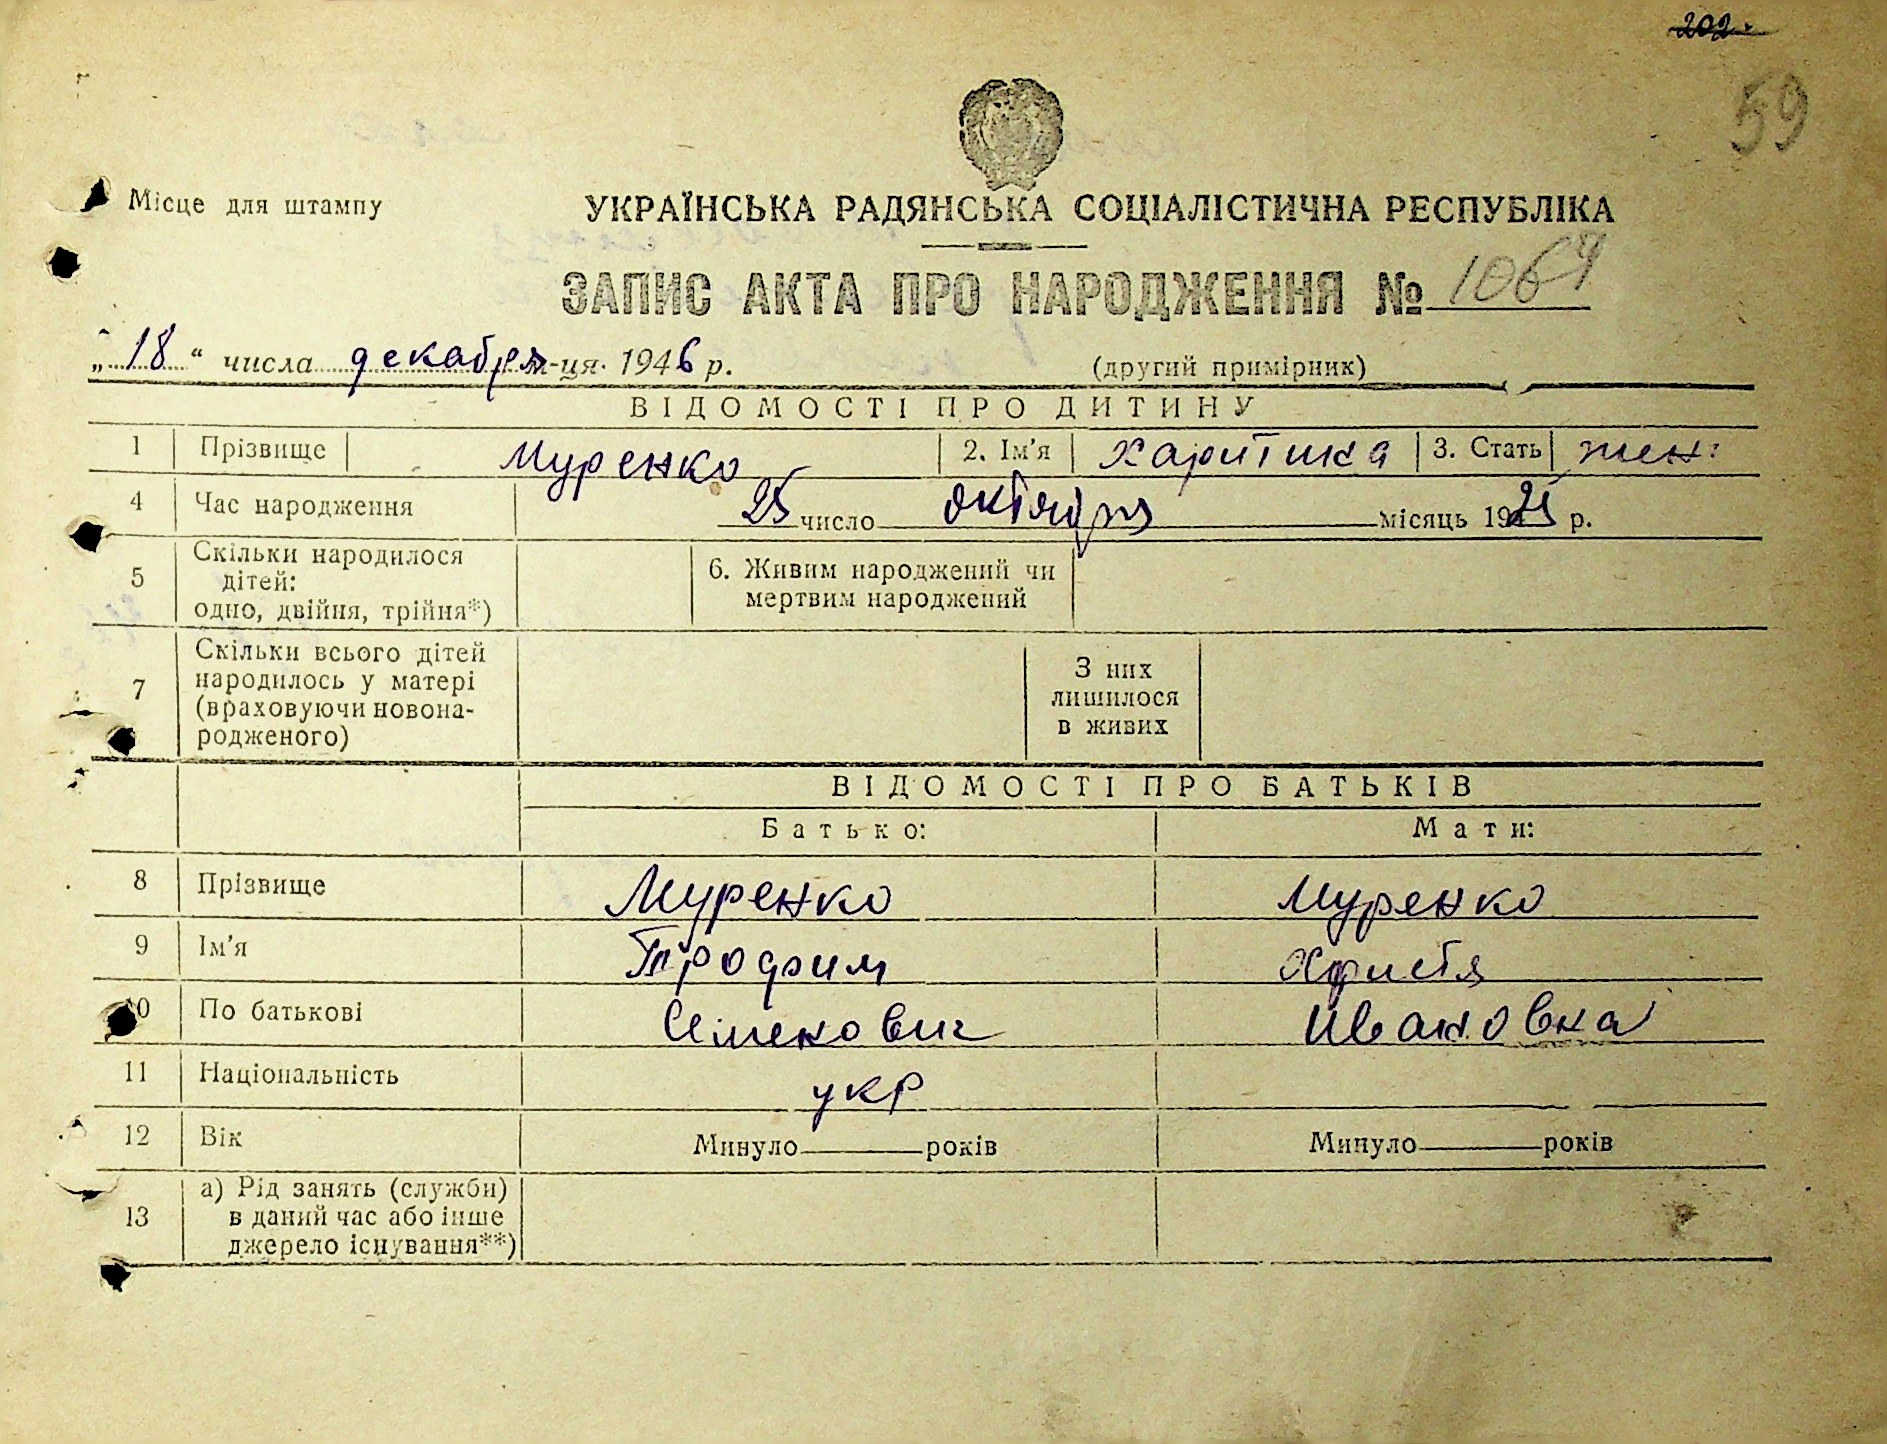 202.
59
Місце для штампу
УКРАЇНСЬКА РАДЯНСЬКА СОЦІАЛІСТИЧНА РЕСПУБЛІКА
ЗАПИС АКТА ПРО НАРОДЖЕННЯ № 1064
„18“ числа декабря м-ця 1946 р.
(другий примірник)
ВІДОМОСТІ ПРО ДИТИНУ
1 Прізвище Муренко 2. Ім'я Харитина 3. Стать жен:
4 Час народження 25 число октября місяць 1925 р.
5 Скільки народилося дітей: одно, двійня, трійня*) 6. Живим народжений чи мертвим народжений
7 Скільки всього дітей народилось у матері (враховуючи новонародженого) З них лишилося в живих
ВІДОМОСТІ ПРО БАТЬКІВ
Батько: Мати:
8 Прізвище Муренко Муренко
9 Ім'я Трофим Христя
10 По батькові Семенович Ивановна
11 Національність укр
12 Вік Минуло років Минуло років
13 а) Рід занять (служби) в даний час або інше джерело існування**)